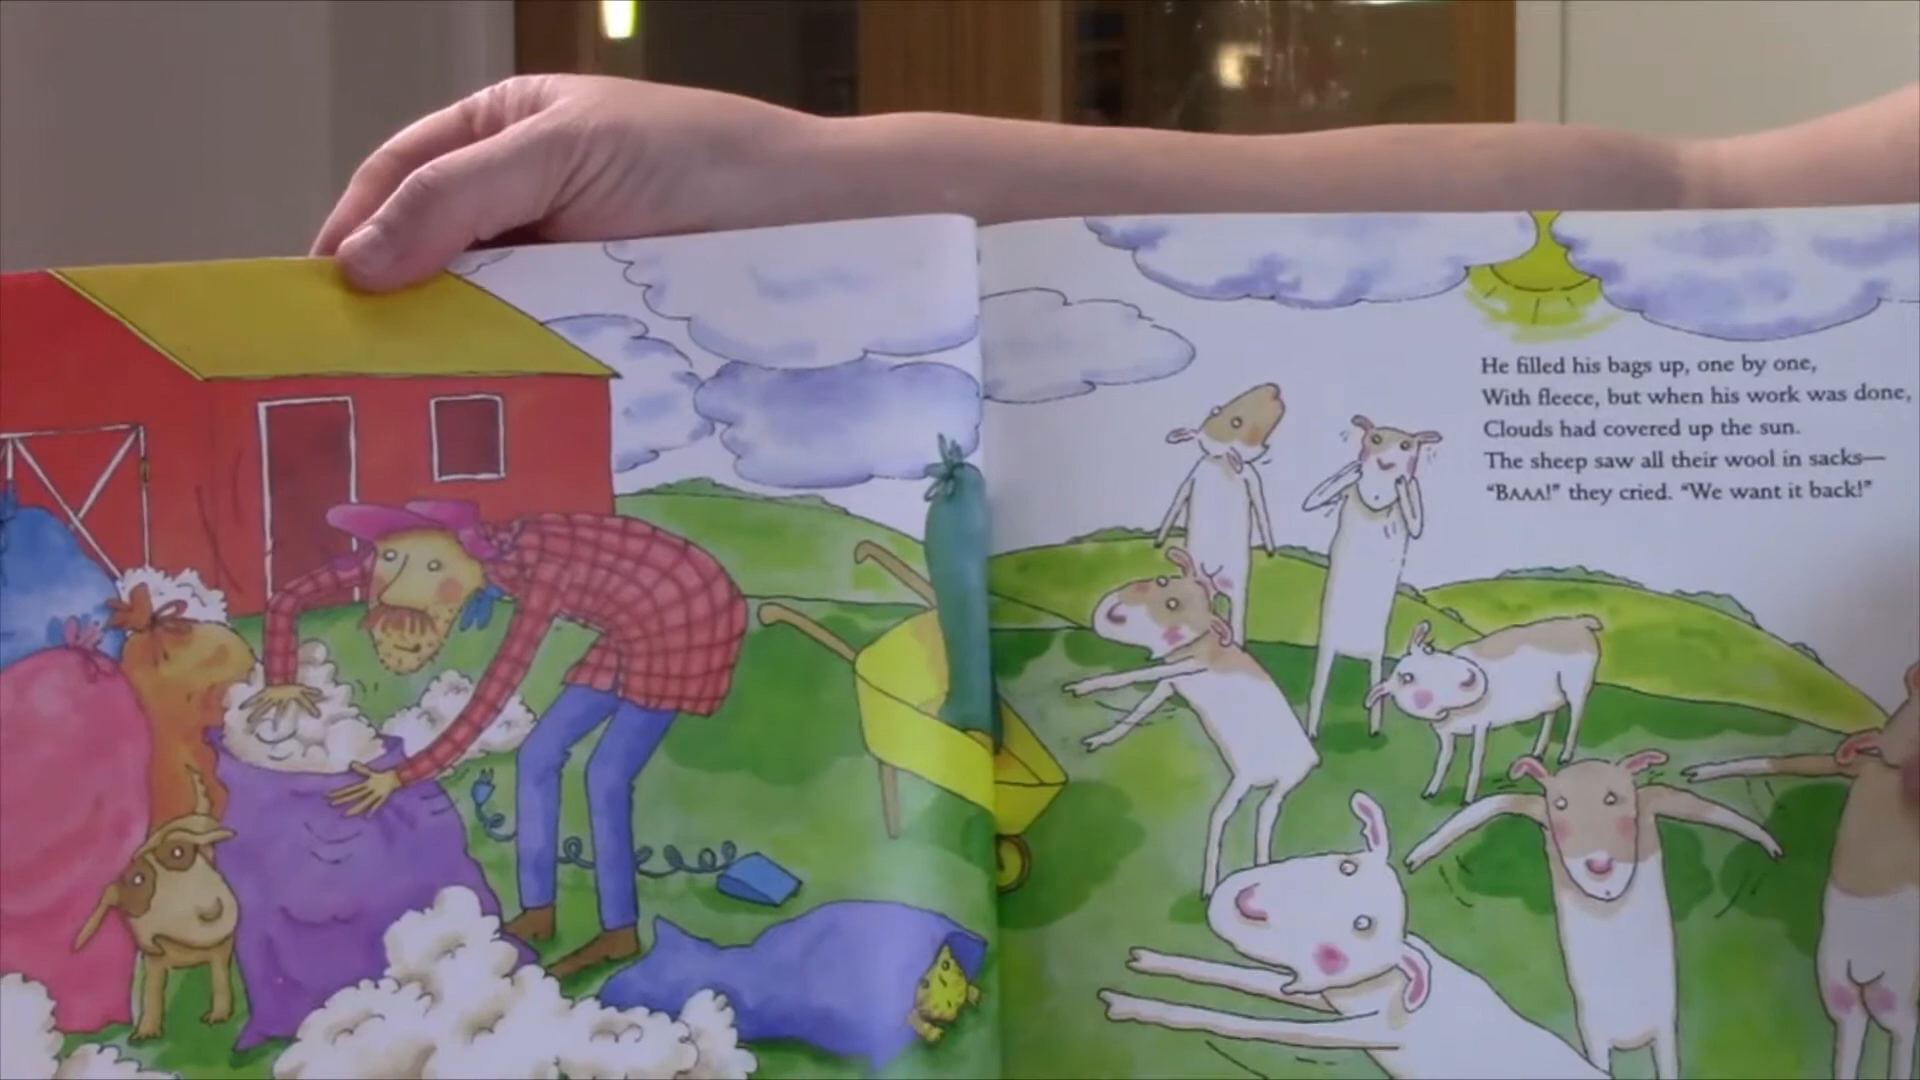 He filled his bags up, one by one,
With fleece, but when his work was done,
Clouds had covered up the sun.
The sheep saw all their wool in sacks—
“BAAA!” they cried. “We want it back!”